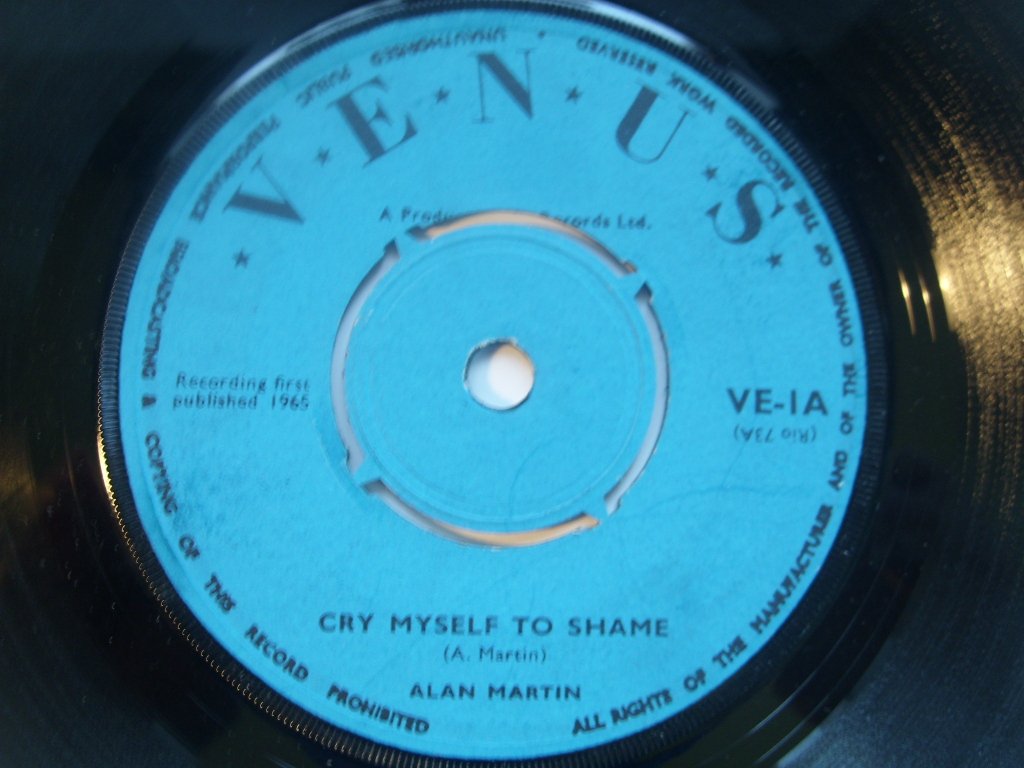 V★E★N★U★S
A Produ Records Ltd.
Recording first
published 1965
VE-1A
(Rio 73A)
CRY MYSELF TO SHAME
(A. Martin)
ALAN MARTIN
ALL RIGHTS OF THE MANUFACTURER AND OF THE OWNER OF THE RECORDED WORK RESERVED
UNAUTHORISED PUBLIC PERFORMANCE BROADCASTING & COPYING OF THIS RECORD PROHIBITED